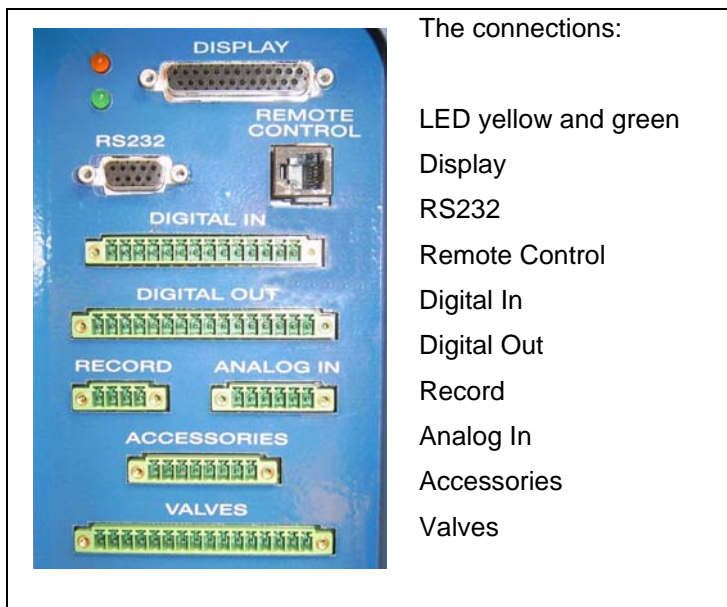 DISPLAY
REMOTE
CONTROL
RS232
DIGITAL IN
DIGITAL OUT
RECORD
ANALOG IN
ACCESSORIES
VALVES
The connections:
LED yellow and green
Display
RS232
Remote Control
Digital In
Digital Out
Record
Analog In
Accessories
Valves